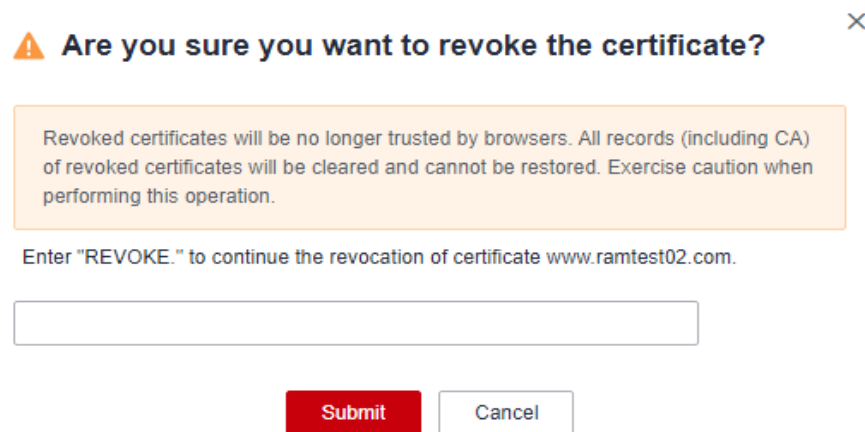 Are you sure you want to revoke the certificate?
Revoked certificates will be no longer trusted by browsers. All records (including CA)
of revoked certificates will be cleared and cannot be restored. Exercise caution when
performing this operation.
Enter "REVOKE." to continue the revocation of certificate www.ramtest02.com.
Submit
Cancel